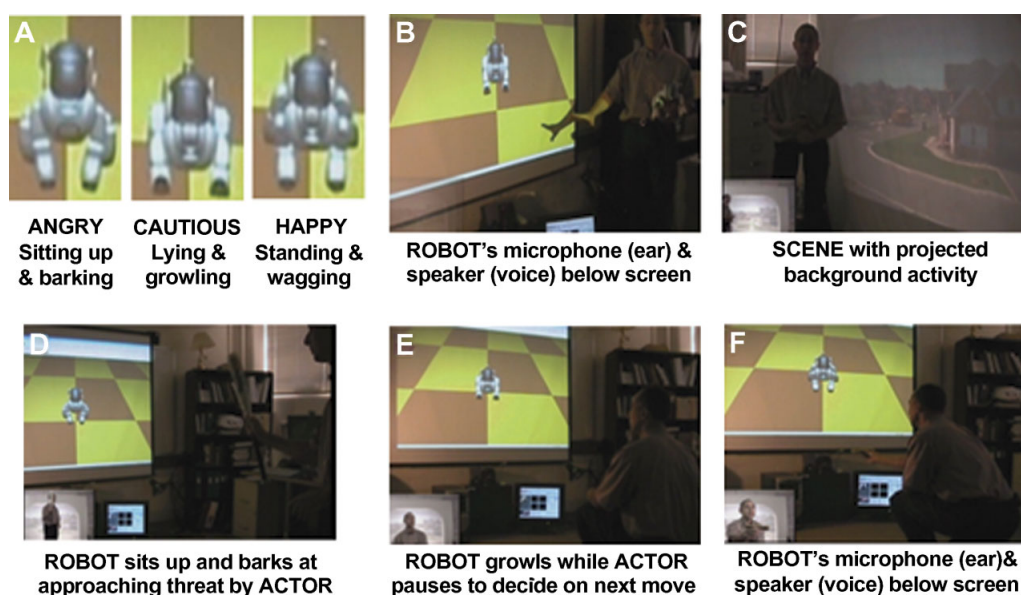 A
B
C
ANGRY
Sitting up
& barking
CAUTIOUS
Lying &
growling
HAPPY
Standing &
wagging
ROBOT's microphone (ear) &
speaker (voice) below screen
SCENE with projected
background activity
D
E
F
ROBOT sits up and barks at
approaching threat by ACTOR
ROBOT growls while ACTOR
pauses to decide on next move
ROBOT's microphone (ear)&
speaker (voice) below screen